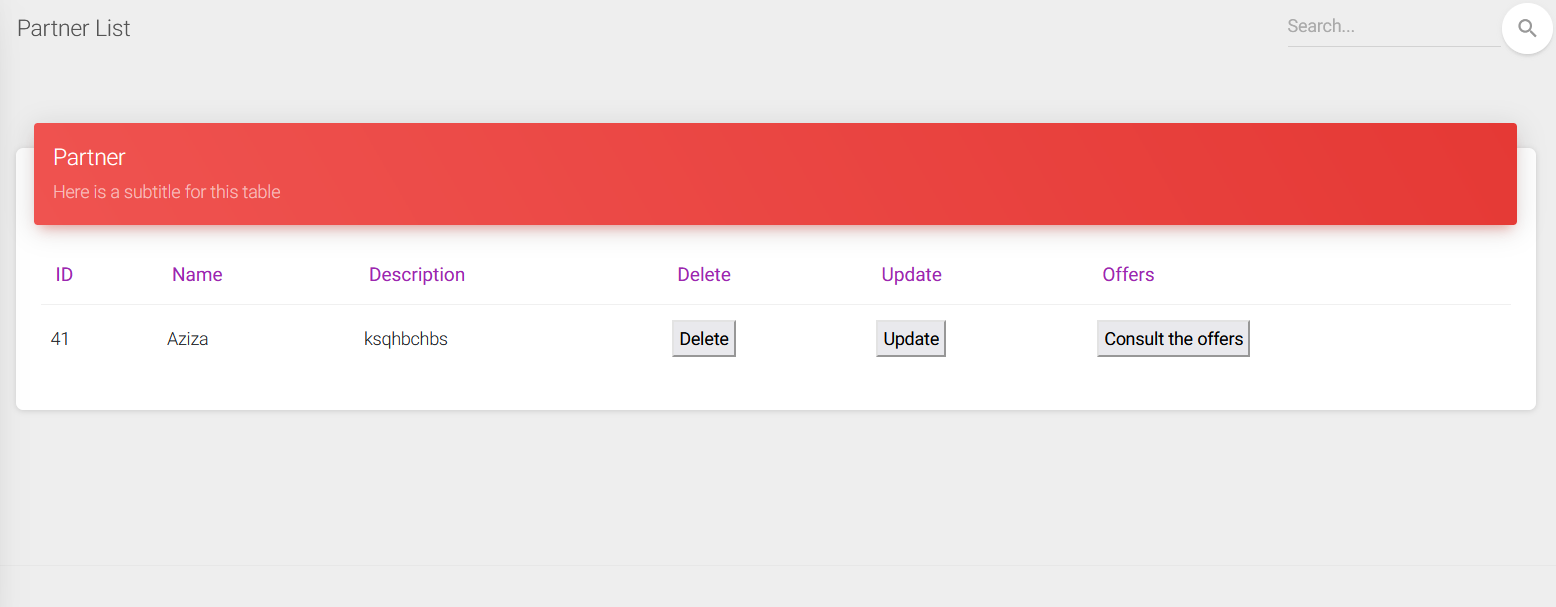 Partner List
Search...
Partner
Here is a subtitle for this table
ID Name Description Delete Update Offers
41 Aziza ksqhbchbs Delete Update Consult the offers